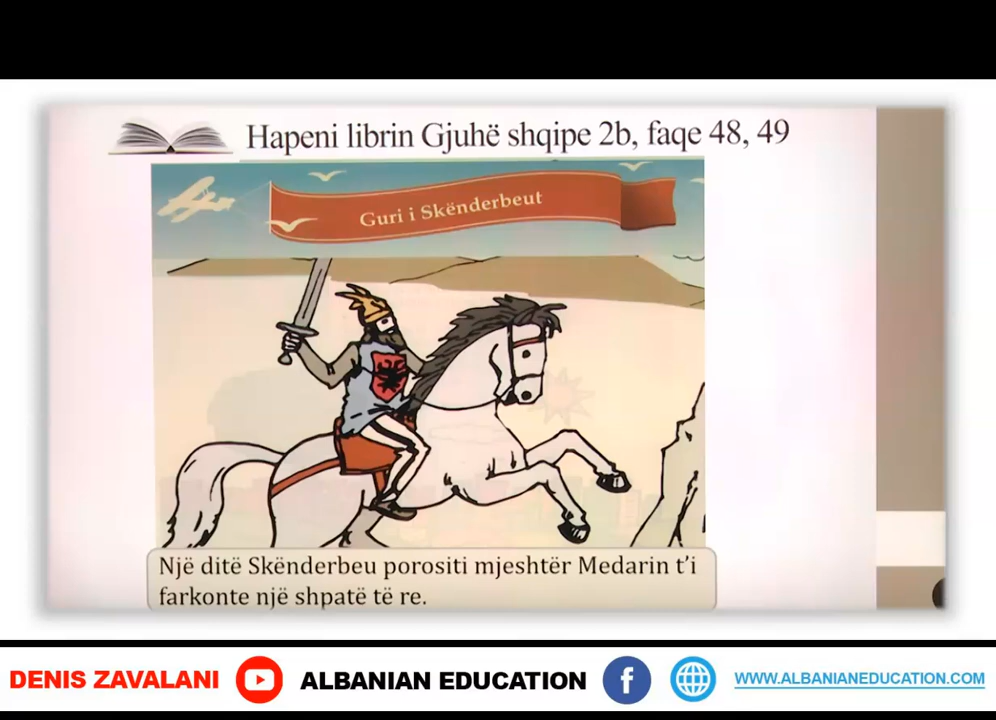 Hapeni librin Gjuhë shqipe 2b, faqe 48, 49
Guri i Skënderbeut
Një ditë Skënderbeu porositi mjeshtër Medarin t'i
farkonte një shpatë të re.
DENIS ZAVALANI
ALBANIAN EDUCATION
f
WWW.ALBANIANEDUCATION.COM